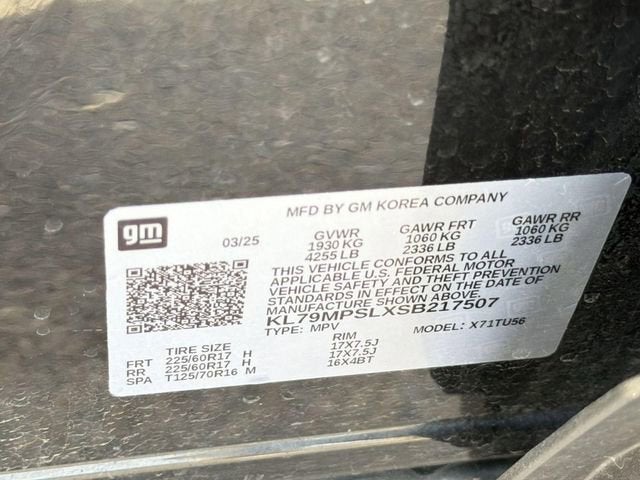 gm
MFD BY GM KOREA COMPANY
03/25
GVWR GAWR FRT GAWR RR
1930 KG 1060 KG 1060 KG
4255 LB 2336 LB 2336 LB
THIS VEHICLE CONFORMS TO ALL
APPLICABLE U.S. FEDERAL MOTOR
VEHICLE SAFETY AND THEFT PREVENTION
STANDARDS IN EFFECT ON THE DATE OF
MANUFACTURE SHOWN ABOVE.
KL79MPSLXSB217507
TYPE: MPV MODEL: X71TU56
TIRE SIZE RIM
FRT 225/60R17 H 17X7.5J
RR 225/60R17 H 17X7.5J
SPA T125/70R16 M 16X4BT